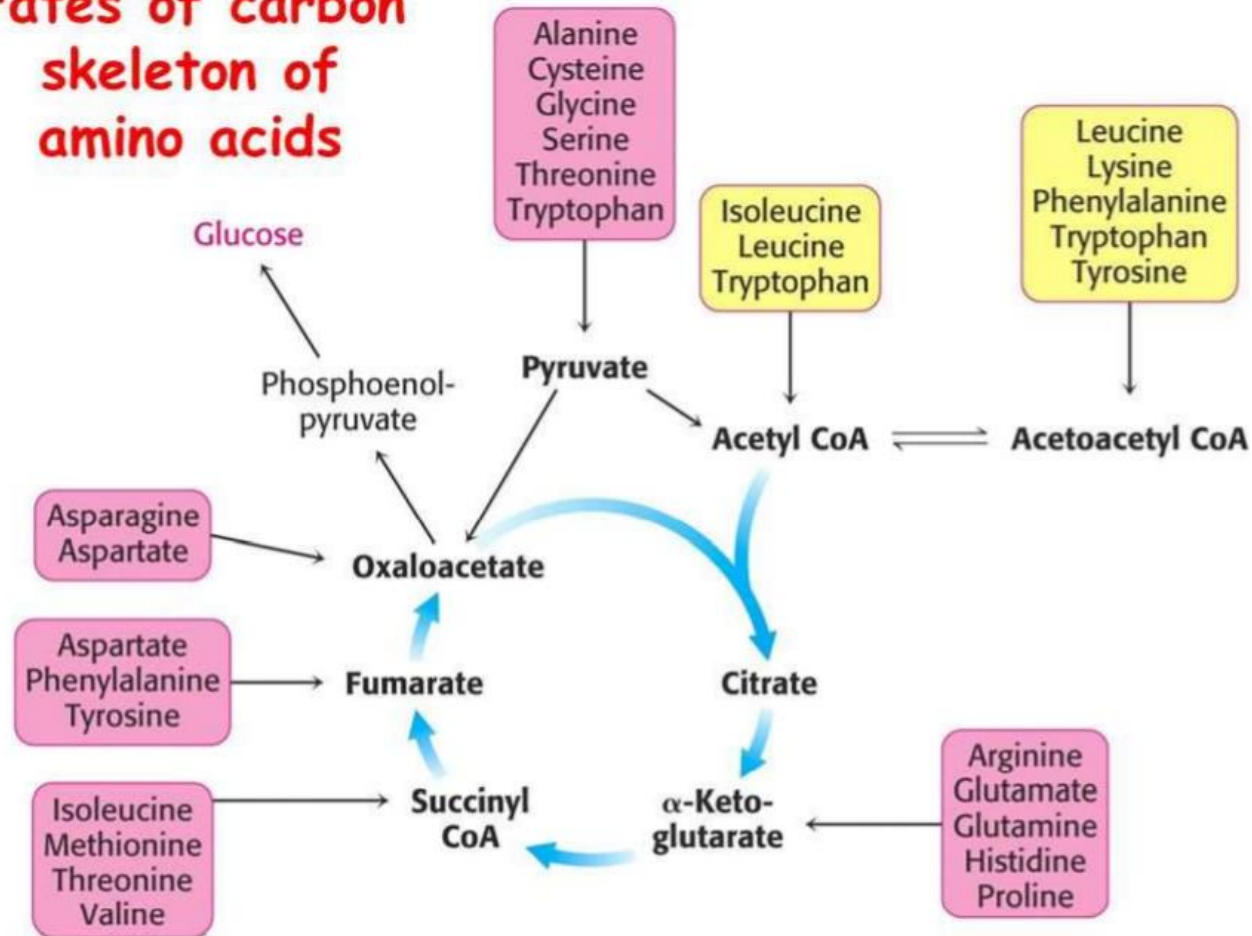 skeleton of
amino acids
Alanine
Cysteine
Glycine
Serine
Threonine
Tryptophan
Isoleucine
Leucine
Tryptophan
Leucine
Lysine
Phenylalanine
Tryptophan
Tyrosine
Glucose
Phosphoenol-
pyruvate
Pyruvate
Acetyl CoA
Acetoacetyl CoA
Asparagine
Aspartate
Oxaloacetate
Aspartate
Phenylalanine
Tyrosine
Fumarate
Citrate
Isoleucine
Methionine
Threonine
Valine
Succinyl
CoA
α-Keto-
glutarate
Arginine
Glutamate
Glutamine
Histidine
Proline